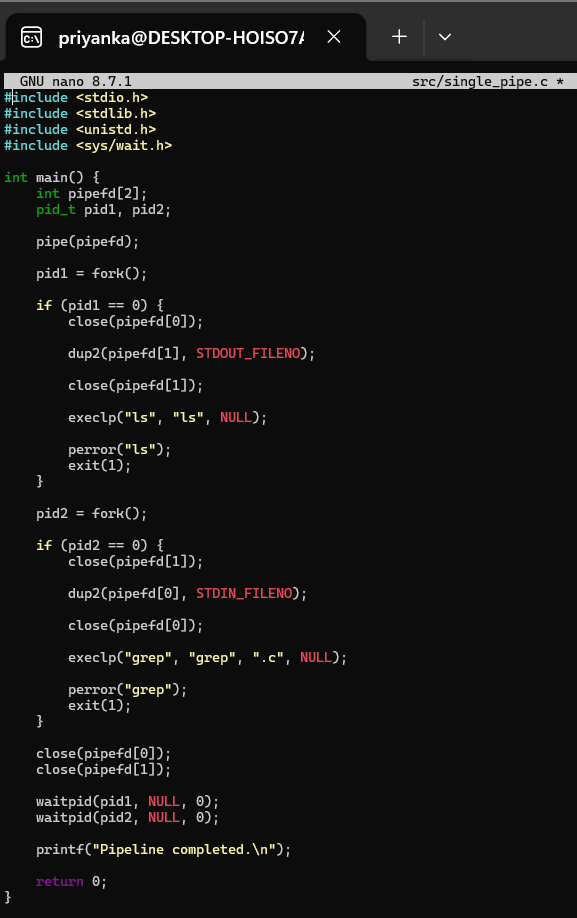 priyanka@DESKTOP-HOISO7
GNU nano 8.7.1 src/single_pipe.c *
#include <stdio.h>
#include <stdlib.h>
#include <unistd.h>
#include <sys/wait.h>
int main() {
    int pipefd[2];
    pid_t pid1, pid2;
    pipe(pipefd);
    pid1 = fork();
    if (pid1 == 0) {
        close(pipefd[0]);
        dup2(pipefd[1], STDOUT_FILENO);
        close(pipefd[1]);
        execlp("ls", "ls", NULL);
        perror("ls");
        exit(1);
    }
    pid2 = fork();
    if (pid2 == 0) {
        close(pipefd[1]);
        dup2(pipefd[0], STDIN_FILENO);
        close(pipefd[0]);
        execlp("grep", "grep", ".c", NULL);
        perror("grep");
        exit(1);
    }
    close(pipefd[0]);
    close(pipefd[1]);
    waitpid(pid1, NULL, 0);
    waitpid(pid2, NULL, 0);
    printf("Pipeline completed.\n");
    return 0;
}